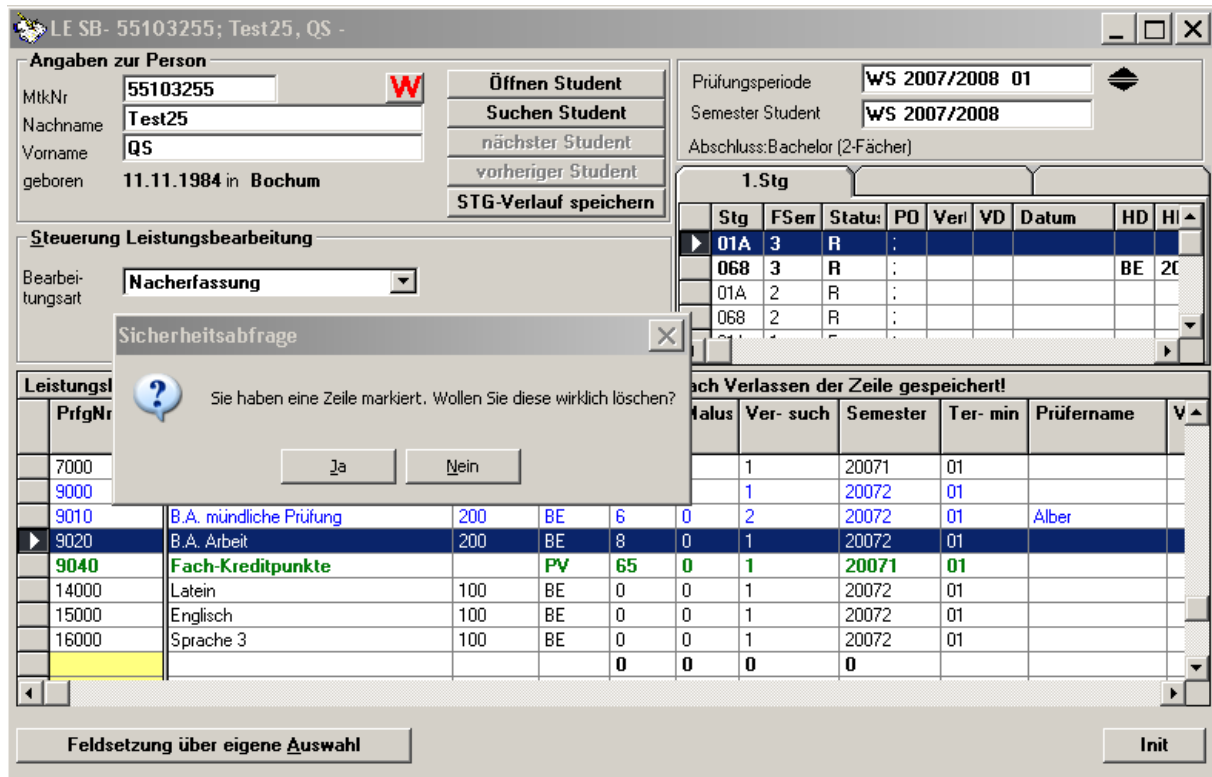 LE SB- 55103255; Test25, QS -
Angaben zur Person
MtkNr 55103255 W
Nachname Test25
Vorname QS
geboren 11.11.1984 in Bochum
Öffnen Student
Suchen Student
nächster Student
vorheriger Student
STG-Verlauf speichern
Prüfungsperiode WS 2007/2008 01
Semester Student WS 2007/2008
Abschluss:Bachelor (2-Fächer)
1.Stg
Stg FSem Statu: PO Verl VD Datum HD
01A 3 R :
068 3 R : BE 20
01A 2 R :
068 2 R :
Steuerung Leistungsbearbeitung
Bearbei-
tungsart
Nacherfassung
Sicherheitsabfrage
Sie haben eine Zeile markiert. Wollen Sie diese wirklich löschen?
Ja Nein
ach Verlassen der Zeile gespeichert!
PrfgNr Malus Ver- such Semester Ter- min Prüfername V
7000 1 20071 01
9000 1 20072 01
9010 B.A. mündliche Prüfung 200 BE 6 0 2 20072 01 Alber
9020 B.A. Arbeit 200 BE 8 0 1 20072 01
9040 Fach-Kreditpunkte PV 65 0 1 20071 01
14000 Latein 100 BE 0 0 1 20072 01
15000 Englisch 100 BE 0 0 1 20072 01
16000 Sprache 3 100 BE 0 0 1 20072 01
0 0 0 0
Feldsetzung über eigene Auswahl
Init